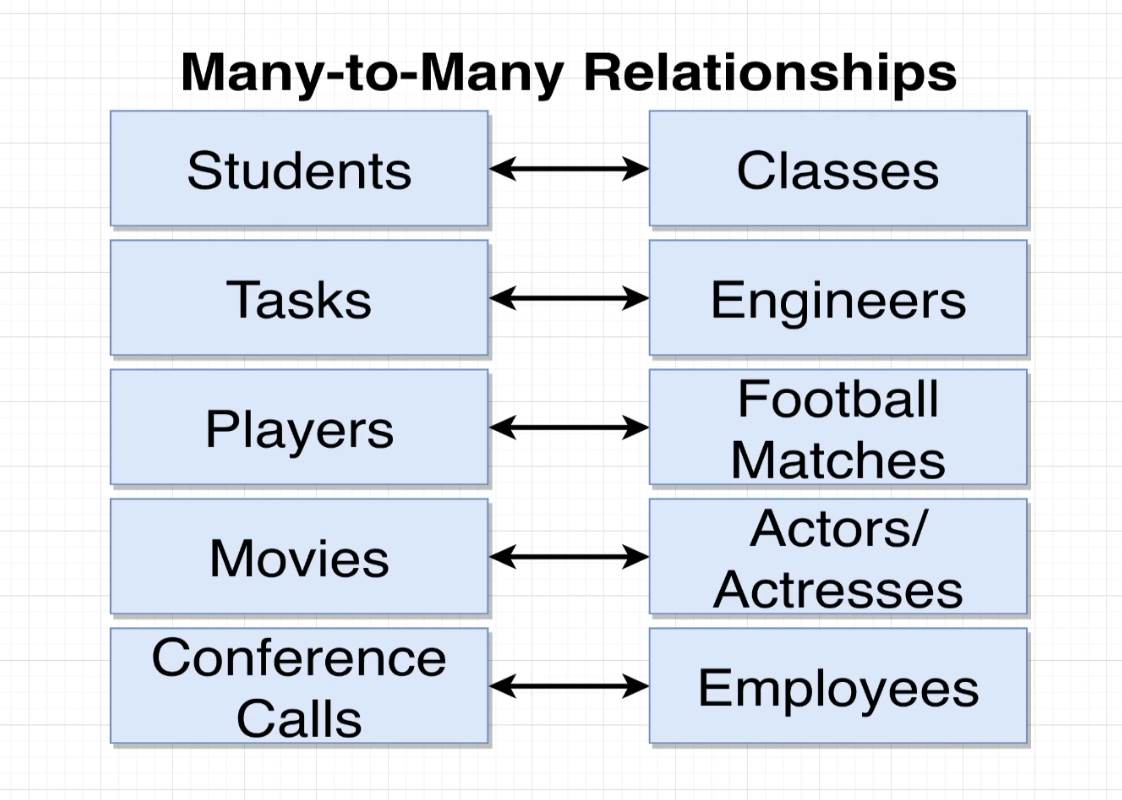 Many-to-Many Relationships
Students
Classes
Tasks
Engineers
Players
Football
Matches
Movies
Actors/
Actresses
Conference
Calls
Employees